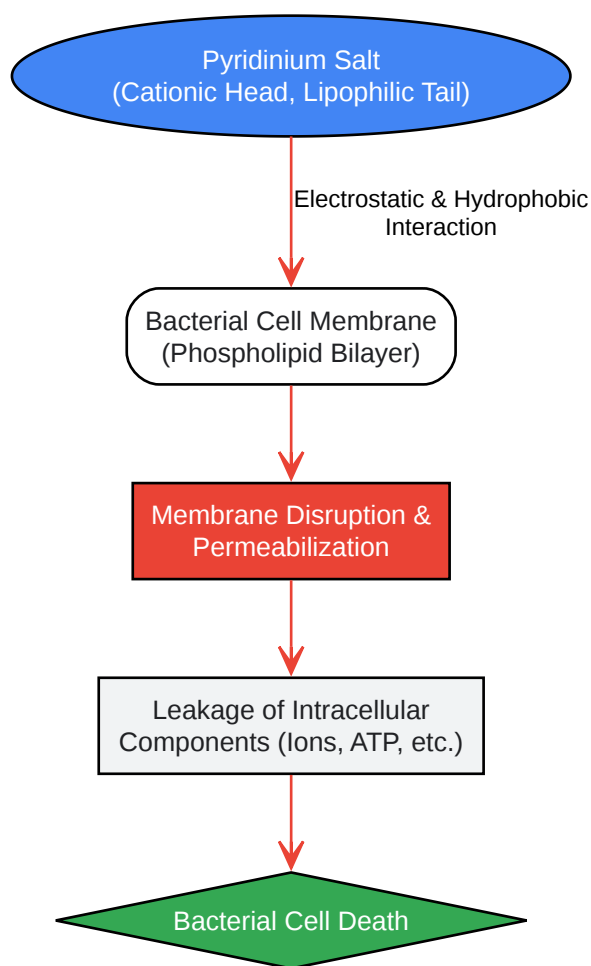 Pyridinium Salt
(Cationic Head, Lipophilic Tail)
Electrostatic & Hydrophobic
Interaction
Bacterial Cell Membrane
(Phospholipid Bilayer)
Membrane Disruption &
Permeabilization
Leakage of Intracellular
Components (Ions, ATP, etc.)
Bacterial Cell Death